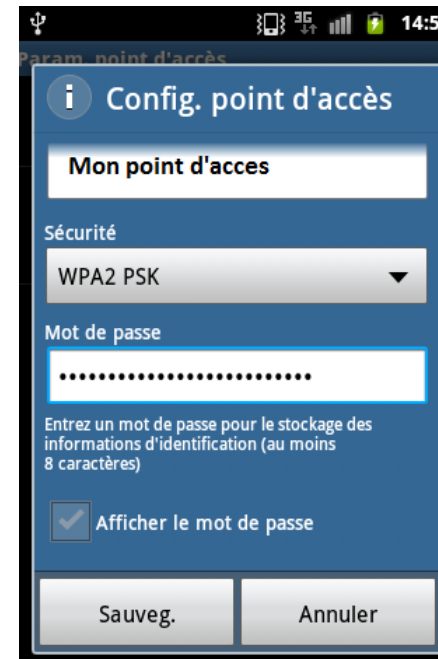 3G 14:5
Param. point d'accès
i Config. point d'accès
Mon point d'acces
Sécurité
WPA2 PSK
Mot de passe
••••••••••••••••••••••••••
Entrez un mot de passe pour le stockage des
informations d'identification (au moins
8 caractères)
Afficher le mot de passe
Sauveg. Annuler